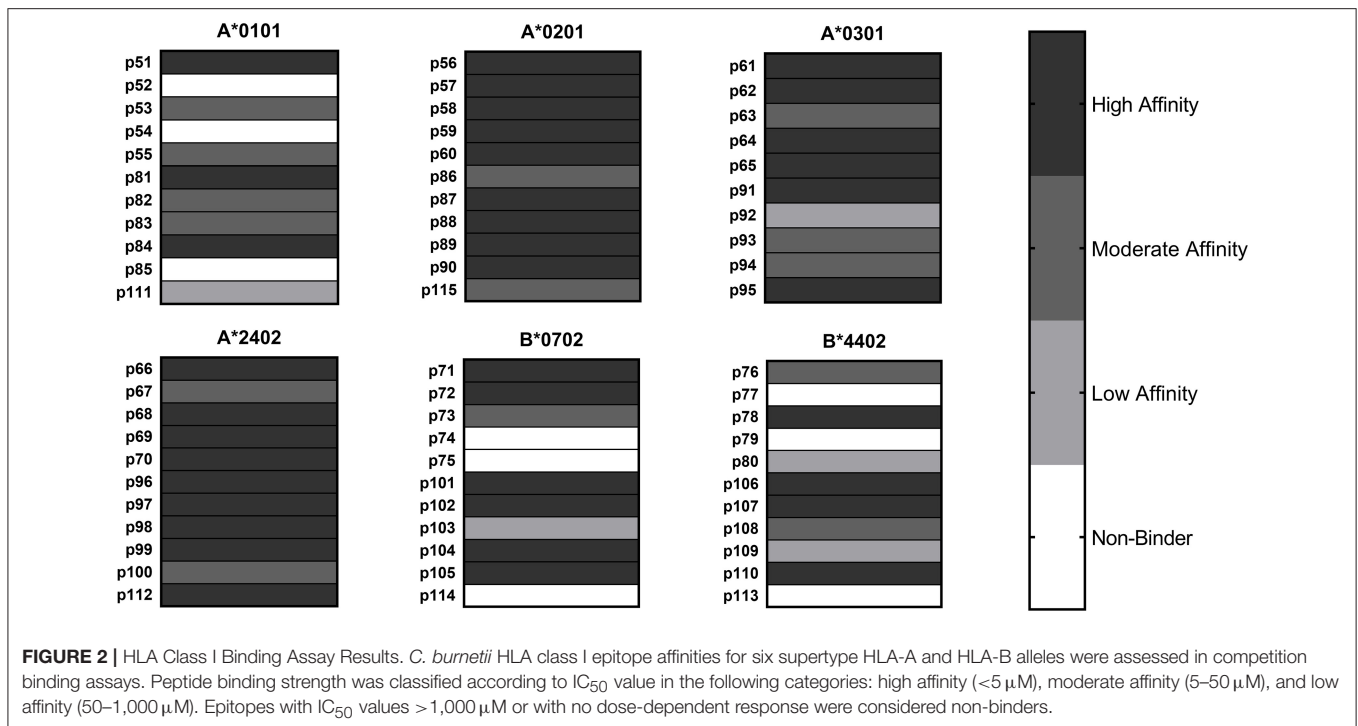 A*0101
p51
p52
p53
p54
p55
p81
p82
p83
p84
p85
p111
A*0201
p56
p57
p58
p59
p60
p86
p87
p88
p89
p90
p115
A*0301
p61
p62
p63
p64
p65
p91
p92
p93
p94
p95
High Affinity
Moderate Affinity
Low Affinity
Non-Binder
A*2402
p66
p67
p68
p69
p70
p96
p97
p98
p99
p100
p112
B*0702
p71
p72
p73
p74
p75
p101
p102
p103
p104
p105
p114
B*4402
p76
p77
p78
p79
p80
p106
p107
p108
p109
p110
p113
FIGURE 2 | HLA Class I Binding Assay Results. C. burnetii HLA class I epitope affinities for six supertype HLA-A and HLA-B alleles were assessed in competition
binding assays. Peptide binding strength was classified according to IC50 value in the following categories: high affinity (<5 μM), moderate affinity (5–50 μM), and low
affinity (50–1,000 μM). Epitopes with IC50 values >1,000 μM or with no dose-dependent response were considered non-binders.